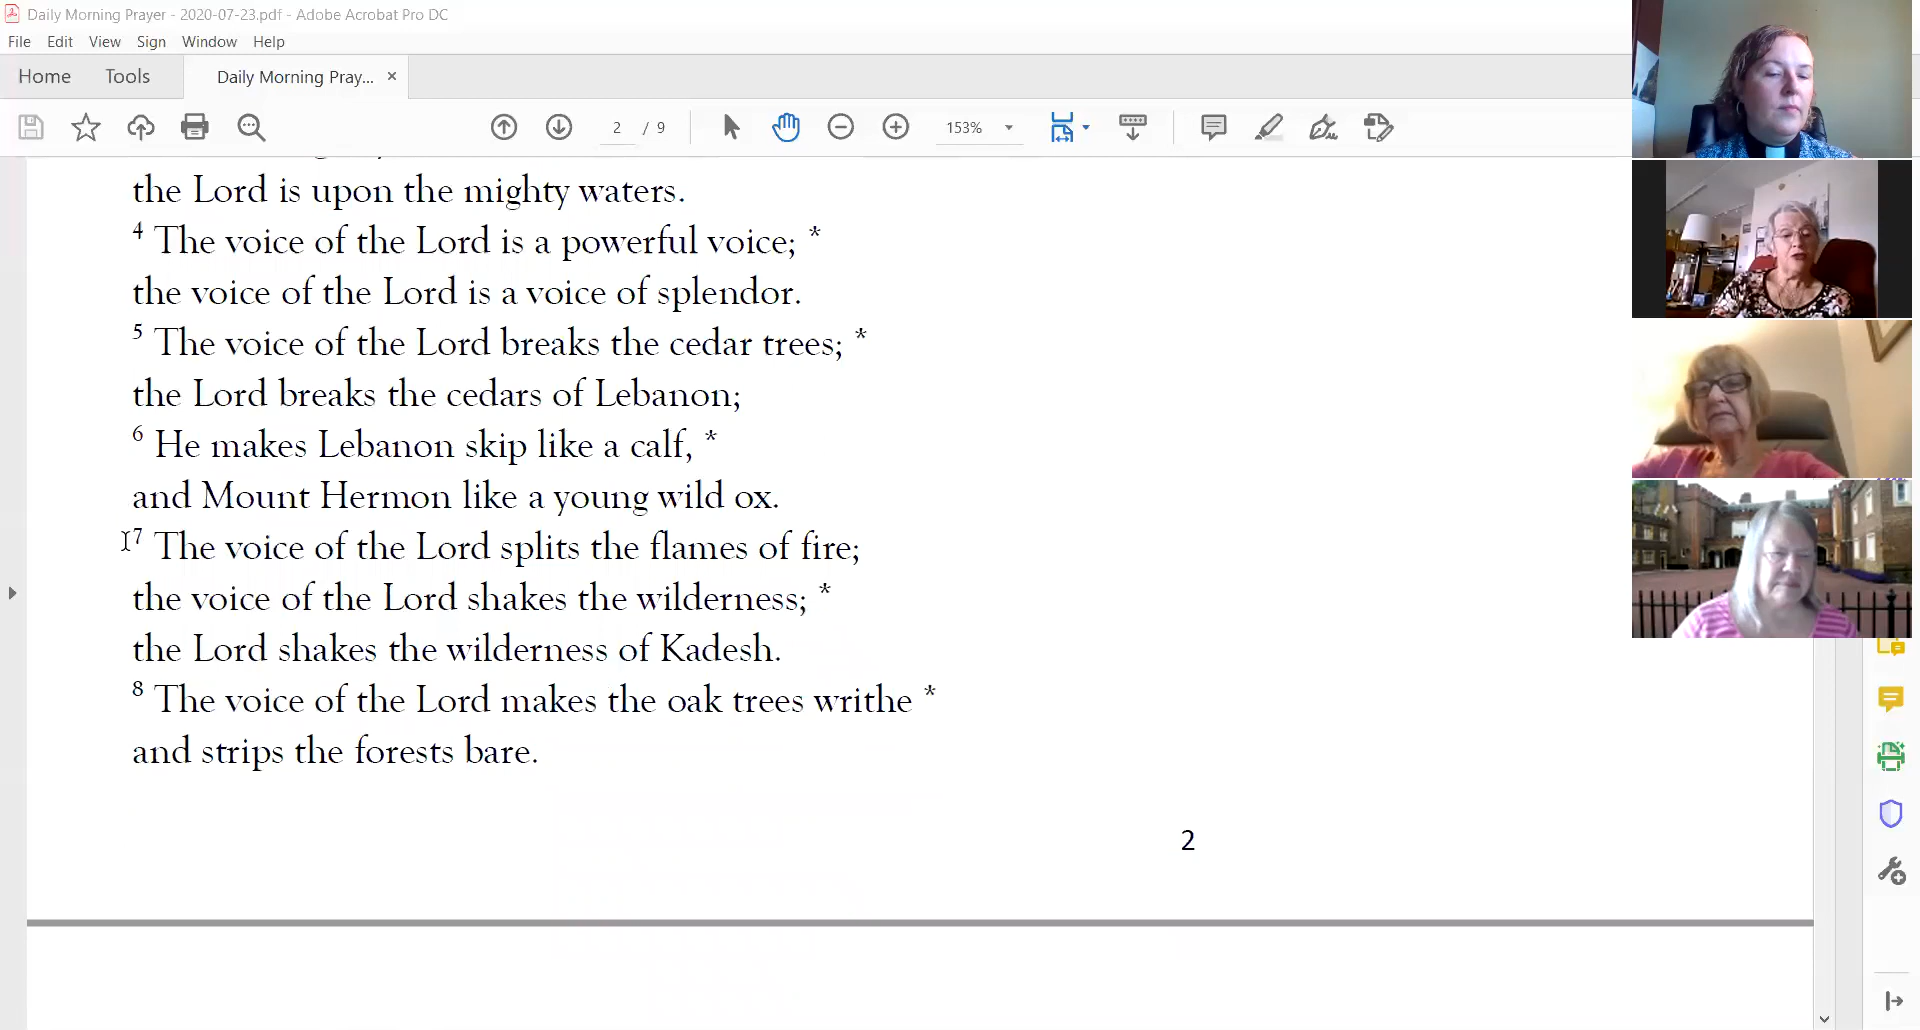 Daily Morning Prayer - 2020-07-23.pdf - Adobe Acrobat Pro DC
File Edit View Sign Window Help
Home Tools Daily Morning Pray... ×
2 / 9 153%
the Lord is upon the mighty waters.
4 The voice of the Lord is a powerful voice; *
the voice of the Lord is a voice of splendor.
5 The voice of the Lord breaks the cedar trees; *
the Lord breaks the cedars of Lebanon;
6 He makes Lebanon skip like a calf, *
and Mount Hermon like a young wild ox.
7 The voice of the Lord splits the flames of fire;
the voice of the Lord shakes the wilderness; *
the Lord shakes the wilderness of Kadesh.
8 The voice of the Lord makes the oak trees writhe *
and strips the forests bare.
2